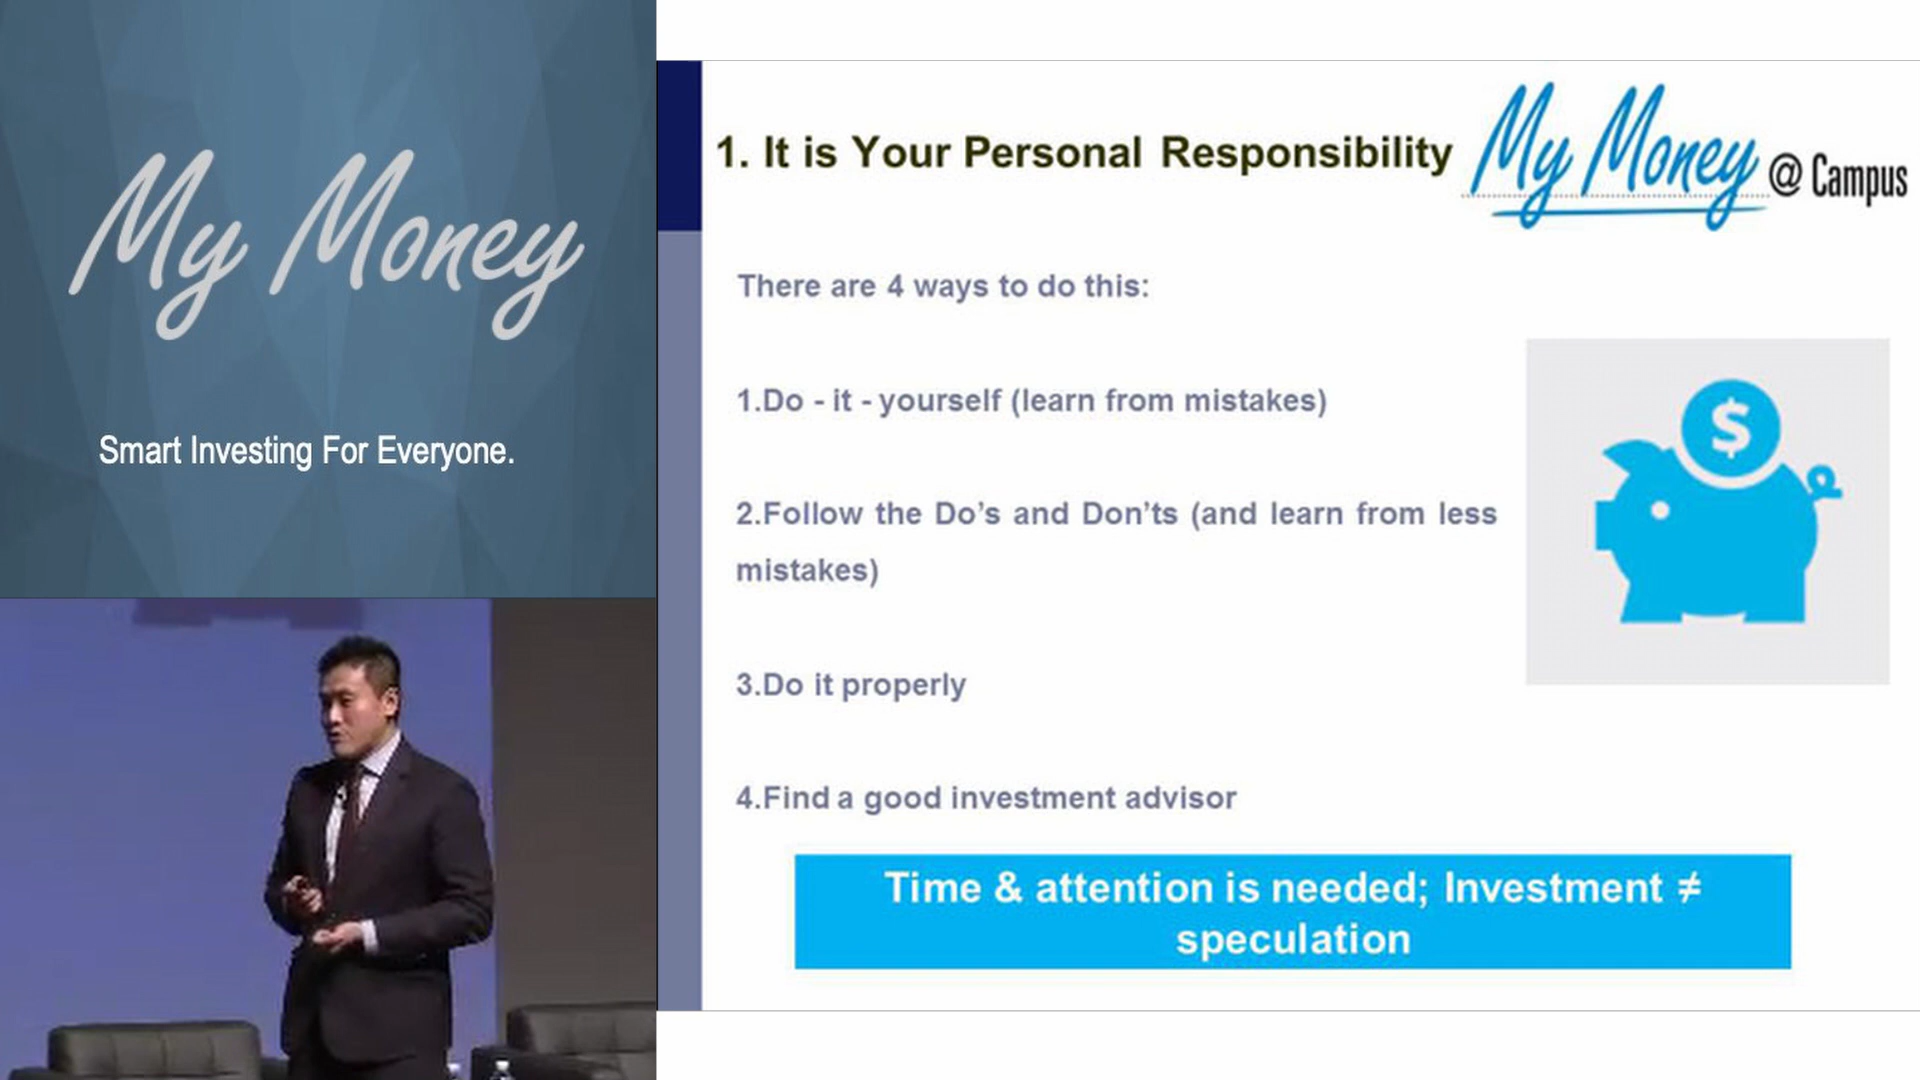 My Money
Smart Investing For Everyone.
1. It is Your Personal Responsibility
My Money @ Campus
There are 4 ways to do this:
1.Do - it - yourself (learn from mistakes)
2.Follow the Do's and Don'ts (and learn from less
mistakes)
3.Do it properly
4.Find a good investment advisor
$
Time & attention is needed; Investment ≠
speculation